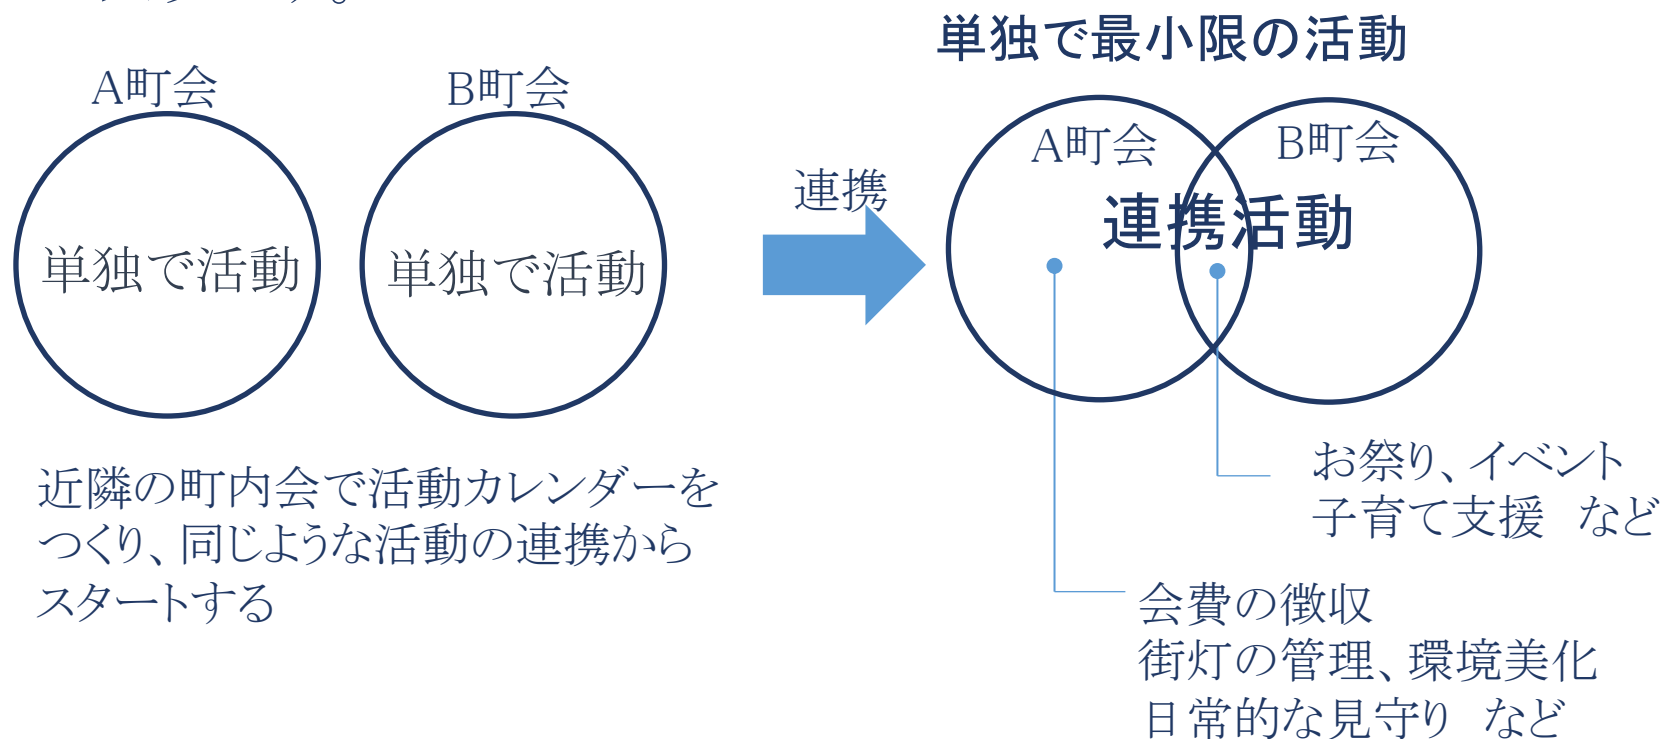 単独で最小限の活動
A町会
B町会
単独で活動
単独で活動
連携
A町会
B町会
連携活動
近隣の町内会で活動カレンダーを
つくり、同じような活動の連携から
スタートする
お祭り、イベント
子育て支援 など
会費の徴収
街灯の管理、環境美化
日常的な見守り など